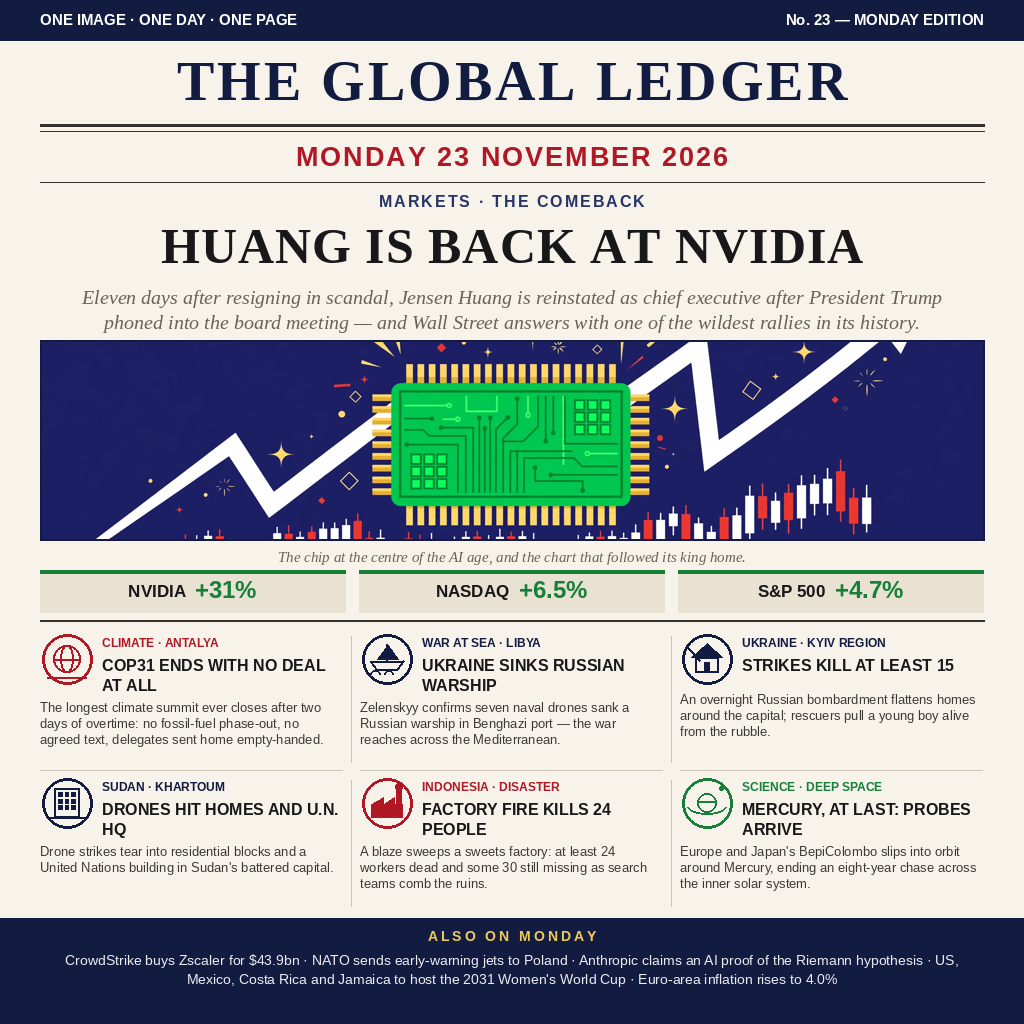 ONE IMAGE · ONE DAY · ONE PAGE
No. 23 — MONDAY EDITION
THE GLOBAL LEDGER
MONDAY 23 NOVEMBER 2026
MARKETS · THE COMEBACK
HUANG IS BACK AT NVIDIA
Eleven days after resigning in scandal, Jensen Huang is reinstated as chief executive after President Trump
phoned into the board meeting — and Wall Street answers with one of the wildest rallies in its history.
The chip at the centre of the AI age, and the chart that followed its king home.
NVIDIA +31%
NASDAQ +6.5%
S&P 500 +4.7%
CLIMATE · ANTALYA
COP31 ENDS WITH NO DEAL
AT ALL
The longest climate summit ever closes after two
days of overtime: no fossil-fuel phase-out, no
agreed text, delegates sent home empty-handed.
WAR AT SEA · LIBYA
UKRAINE SINKS RUSSIAN
WARSHIP
Zelenskyy confirms seven naval drones sank a
Russian warship in Benghazi port — the war
reaches across the Mediterranean.
UKRAINE · KYIV REGION
STRIKES KILL AT LEAST 15
An overnight Russian bombardment flattens homes
around the capital; rescuers pull a young boy alive
from the rubble.
SUDAN · KHARTOUM
DRONES HIT HOMES AND U.N.
HQ
Drone strikes tear into residential blocks and a
United Nations building in Sudan's battered capital.
INDONESIA · DISASTER
FACTORY FIRE KILLS 24
PEOPLE
A blaze sweeps a sweets factory: at least 24
workers dead and some 30 still missing as search
teams comb the ruins.
SCIENCE · DEEP SPACE
MERCURY, AT LAST: PROBES
ARRIVE
Europe and Japan's BepiColombo slips into orbit
around Mercury, ending an eight-year chase across
the inner solar system.
ALSO ON MONDAY
CrowdStrike buys Zscaler for $43.9bn · NATO sends early-warning jets to Poland · Anthropic claims an AI proof of the Riemann hypothesis · US,
Mexico, Costa Rica and Jamaica to host the 2031 Women's World Cup · Euro-area inflation rises to 4.0%